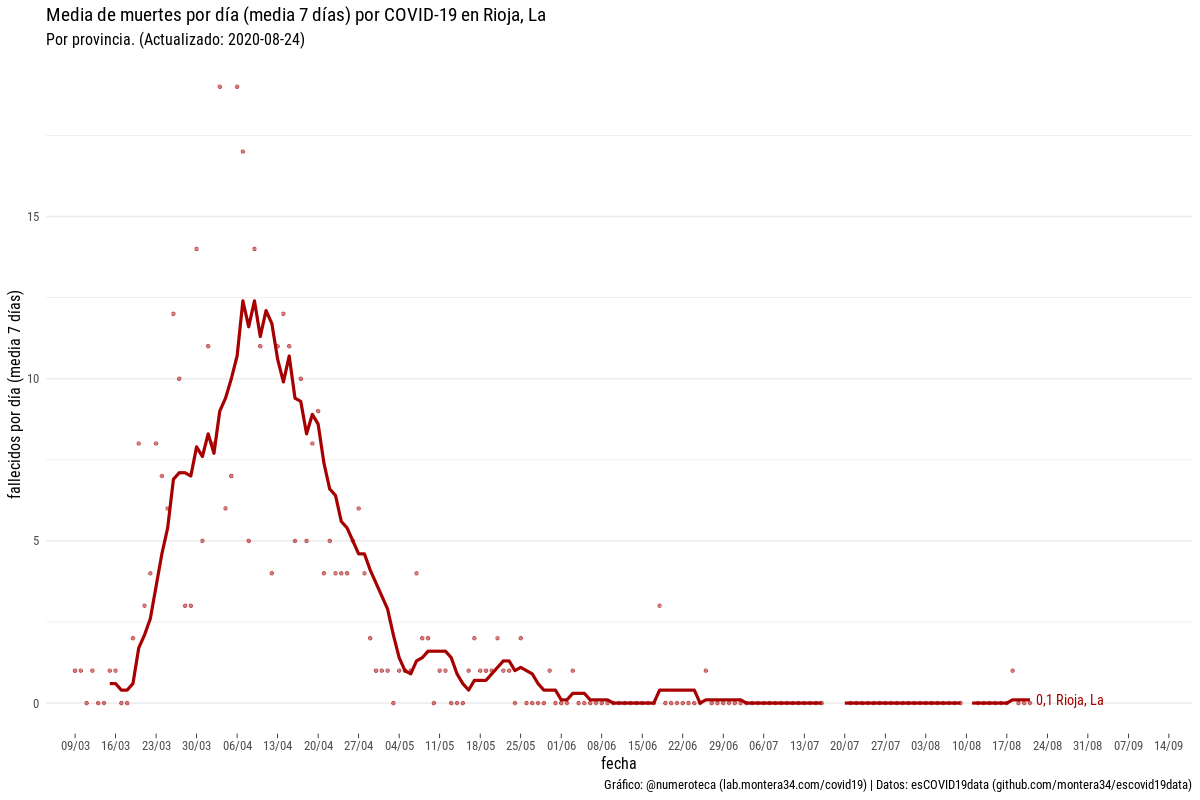 Media de muertes por día (media 7 días) por COVID-19 en Rioja, La
Por provincia. (Actualizado: 2020-08-24)
fallecidos por día (media 7 días)
15
10
5
0
0,1 Rioja, La
09/03 16/03 23/03 30/03 06/04 13/04 20/04 27/04 04/05 11/05 18/05 25/05 01/06 08/06 15/06 22/06 29/06 06/07 13/07 20/07 27/07 03/08 10/08 17/08 24/08 31/08 07/09 14/09
fecha
Gráfico: @numeroteca (lab.montera34.com/covid19) | Datos: esCOVID19data (github.com/montera34/escovid19data)